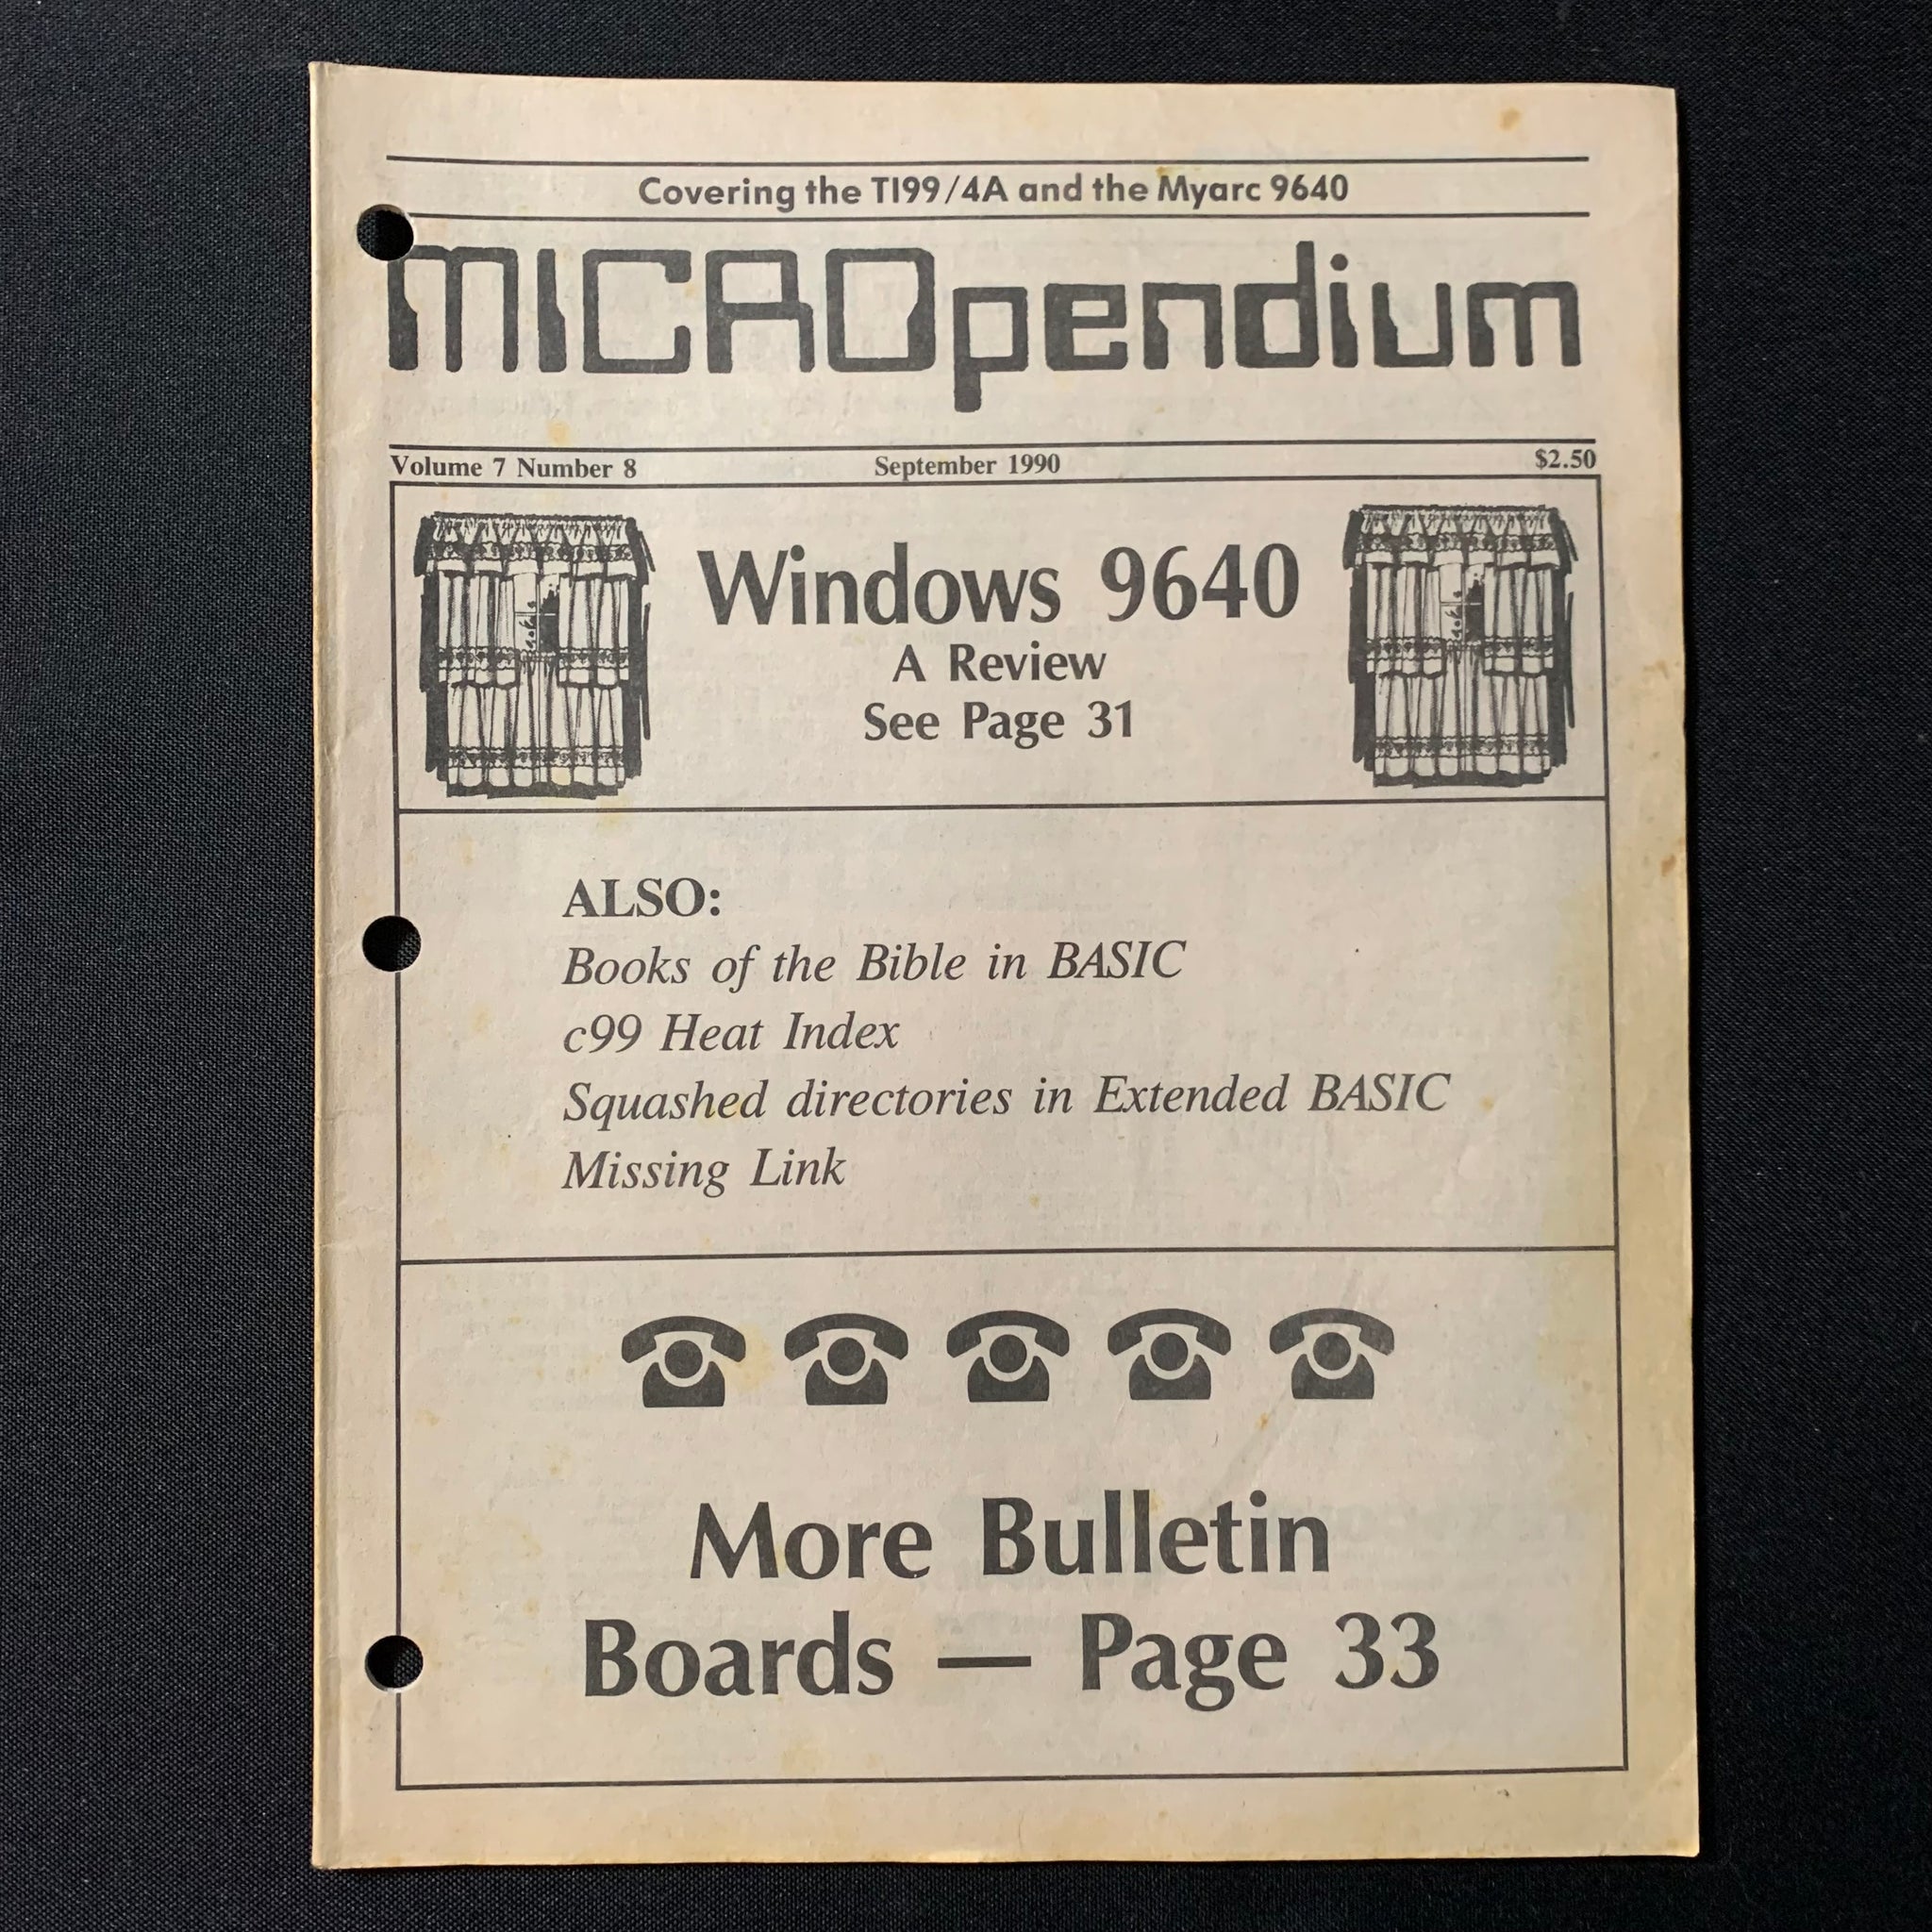 Covering the TI99/4A and the Myarc 9640
MICROpendium
Volume 7 Number 8 September 1990 $2.50
Windows 9640
A Review
See Page 31
ALSO:
Books of the Bible in BASIC
c99 Heat Index
Squashed directories in Extended BASIC
Missing Link
More Bulletin
Boards — Page 33